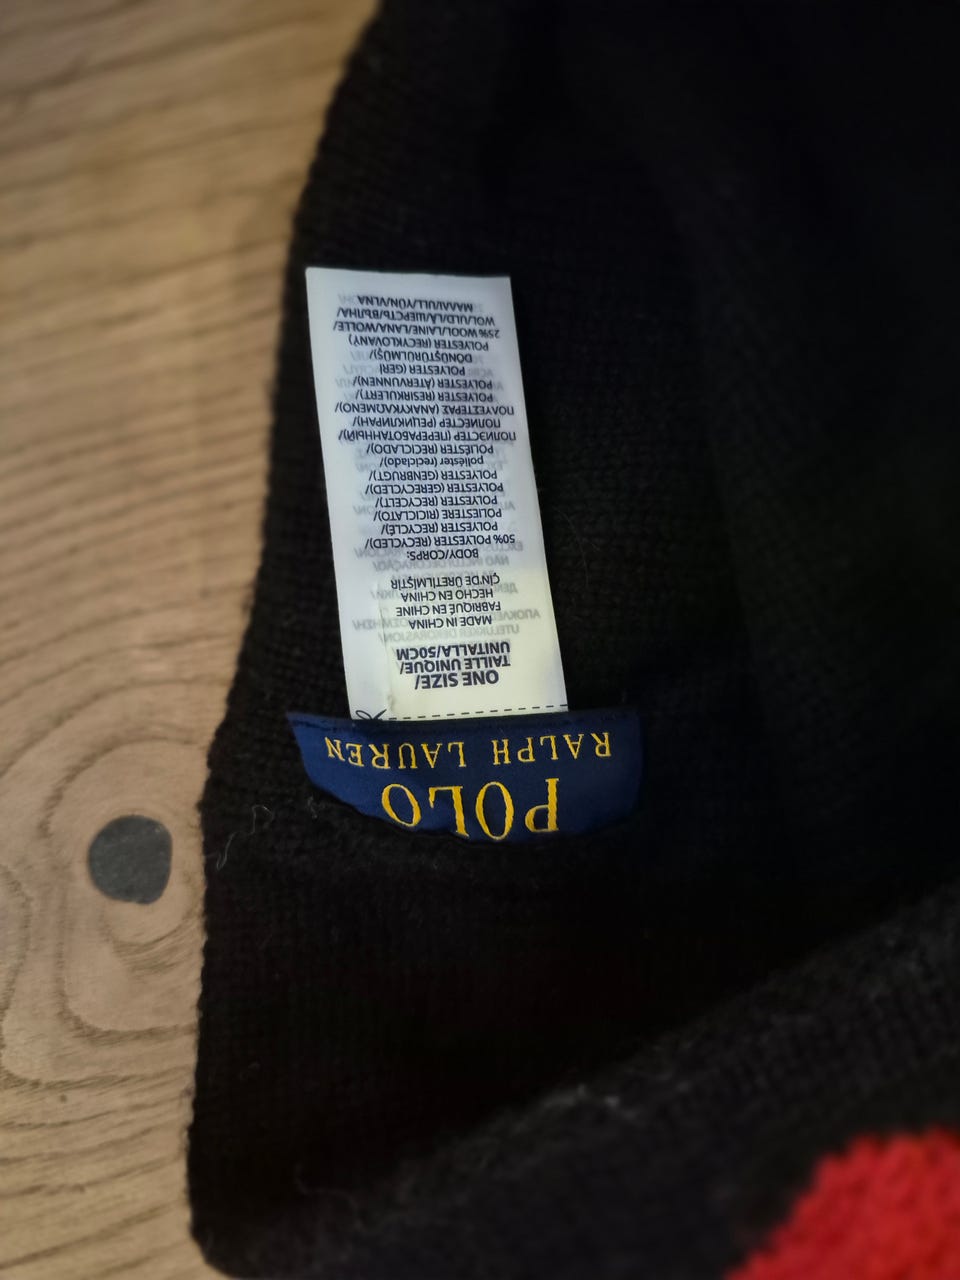 POLO
RALPH LAUREN
ONE SIZE/
TAILLE UNIQUE/
UNITALLA/50CM
MADE IN CHINA
FABRIQUÉ EN CHINE
HECHO EN CHINA
ÇİN'DE ÜRETİLMİŞTİR
BODY/CORPS:
50% POLYESTER (RECYCLED)/
POLYESTER (RECYCLÉ)/
POLIESTERE (RICICLATO)/
POLYESTER (RECYCELT)/
POLYESTER (GERECYCLED)/
POLYESTER (GENBRUGT)/
poliéster (reciclado)/
POLIÉSTER (RECICLADO)/
ПОЛИЭСТЕР (ПЕРЕРАБОТАННЫЙ)/
ПОЛИЕСТЕР (РЕЦИКЛИРАН)/
ΠΟΛΥΕΣΤΕΡΑΣ (ΑΝΑΚΥΚΛΩΜΕΝΟ)/
POLYESTER (RESIRKULERT)/
POLYESTER (ÅTERVUNNEN)/
POLYESTER (GERİ
DÖNÜŞTÜRÜLMÜŞ)/
POLYESTER (RECYKLOVANÝ)
25% WOOL/LAINE/LANA/WOLLE/
WOL/ULD/LÃ/ШЕРСТЬ/ВЪЛНА/
ΜΑΛΛΙ/ULL/YÜN/VLNA